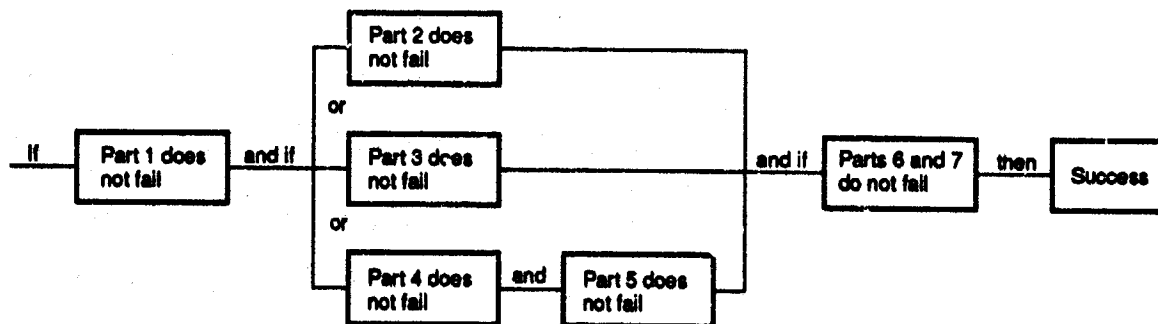 If
Part 1 does
not fail
and if
Part 2 does
not fail
or
Part 3 does
not fail
or
Part 4 does
not fail
and
Part 5 does
not fail
and if
Parts 6 and 7
do not fail
then
Success